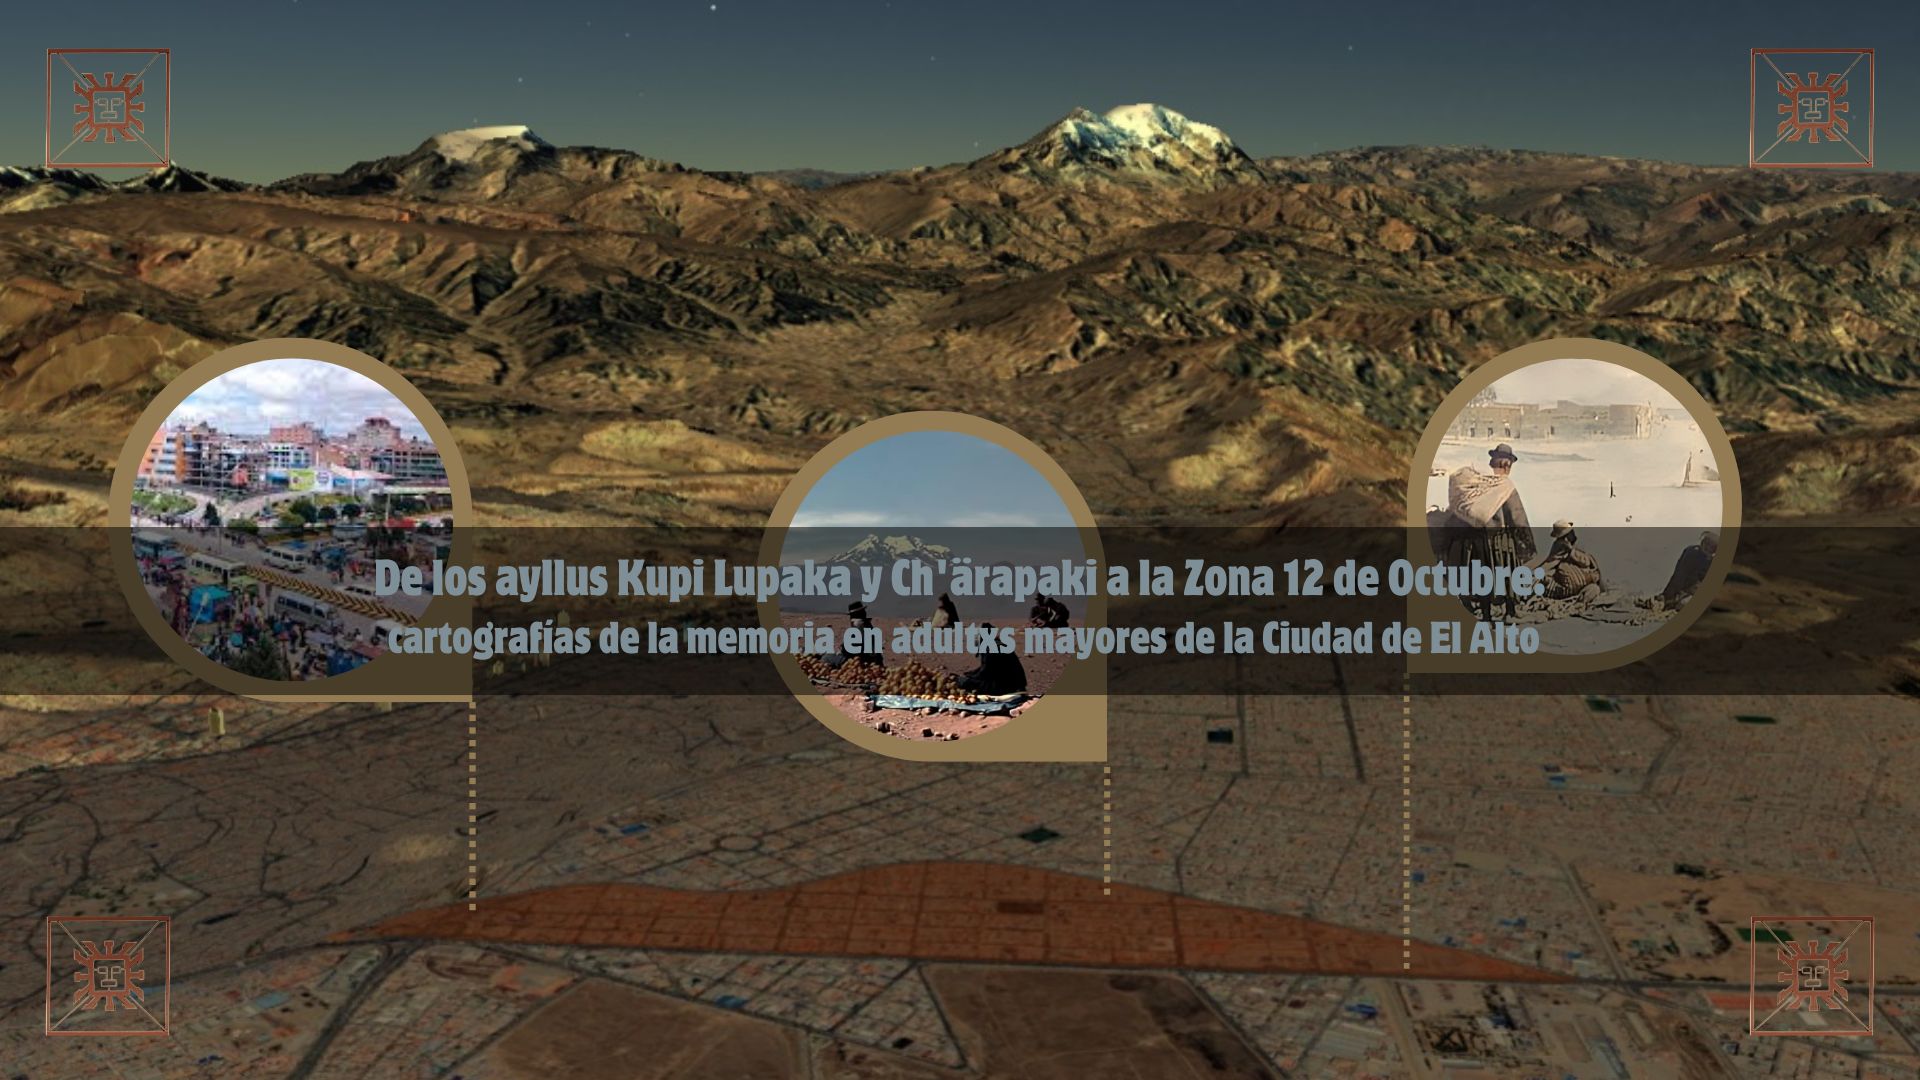 De los ayllus Kupi Lupaka y Ch'ärapaki a la Zona 12 de Octubre:
cartografías de la memoria en adultxs mayores de la Ciudad de El Alto